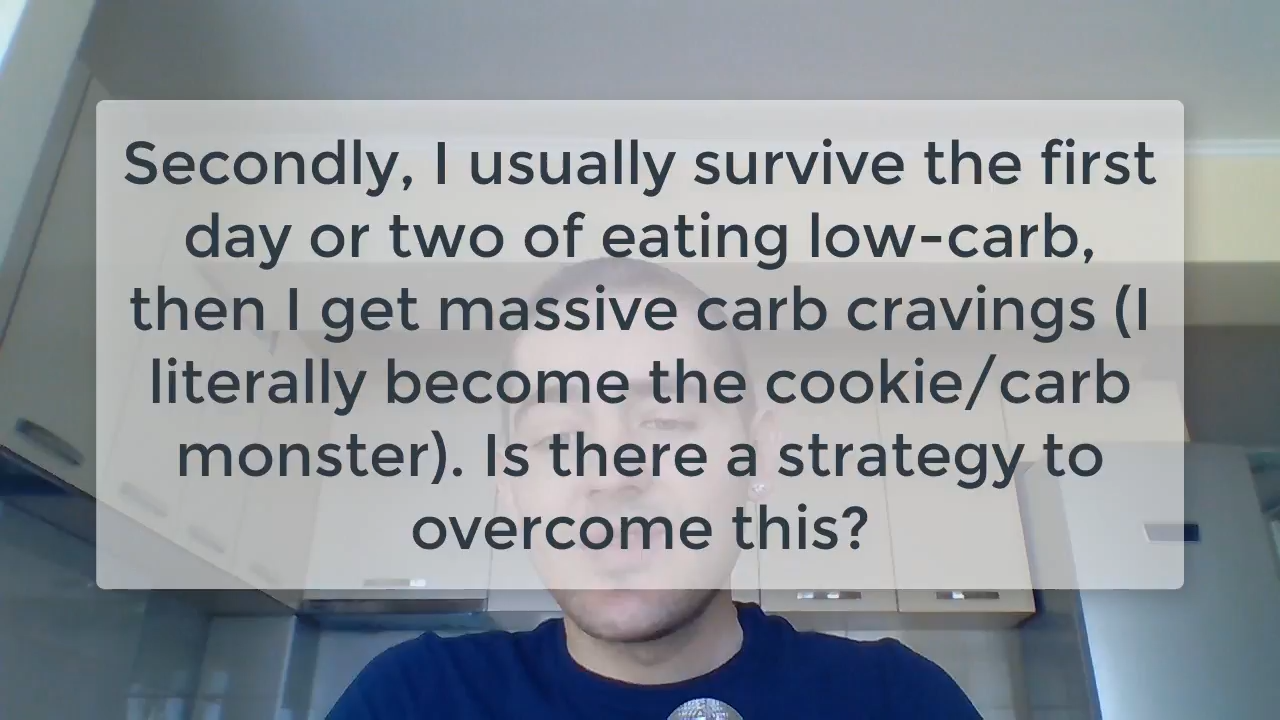 Secondly, I usually survive the first
day or two of eating low-carb,
then I get massive carb cravings (I
literally become the cookie/carb
monster). Is there a strategy to
overcome this?